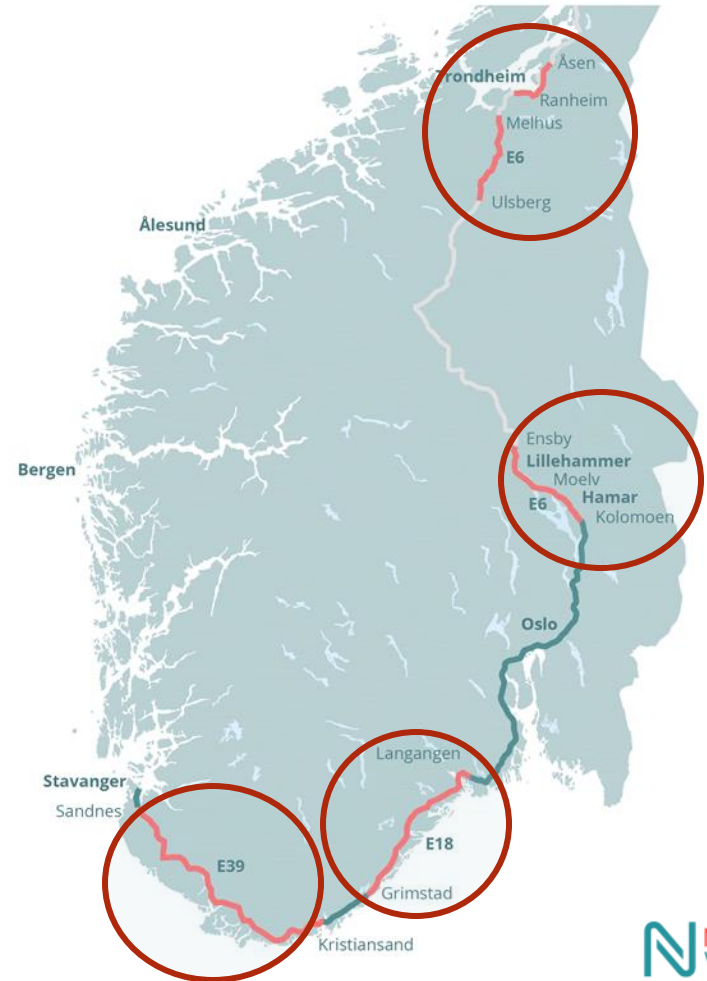 Åsen
Trondheim
Ranheim
Melhus
E6
Ulsberg
Ålesund
Ensby
Lillehammer
Moelv
Bergen
Hamar
E6
Kolomoen
Oslo
Langangen
Stavanger
Sandnes
E18
E39
Grimstad
Kristiansand
N